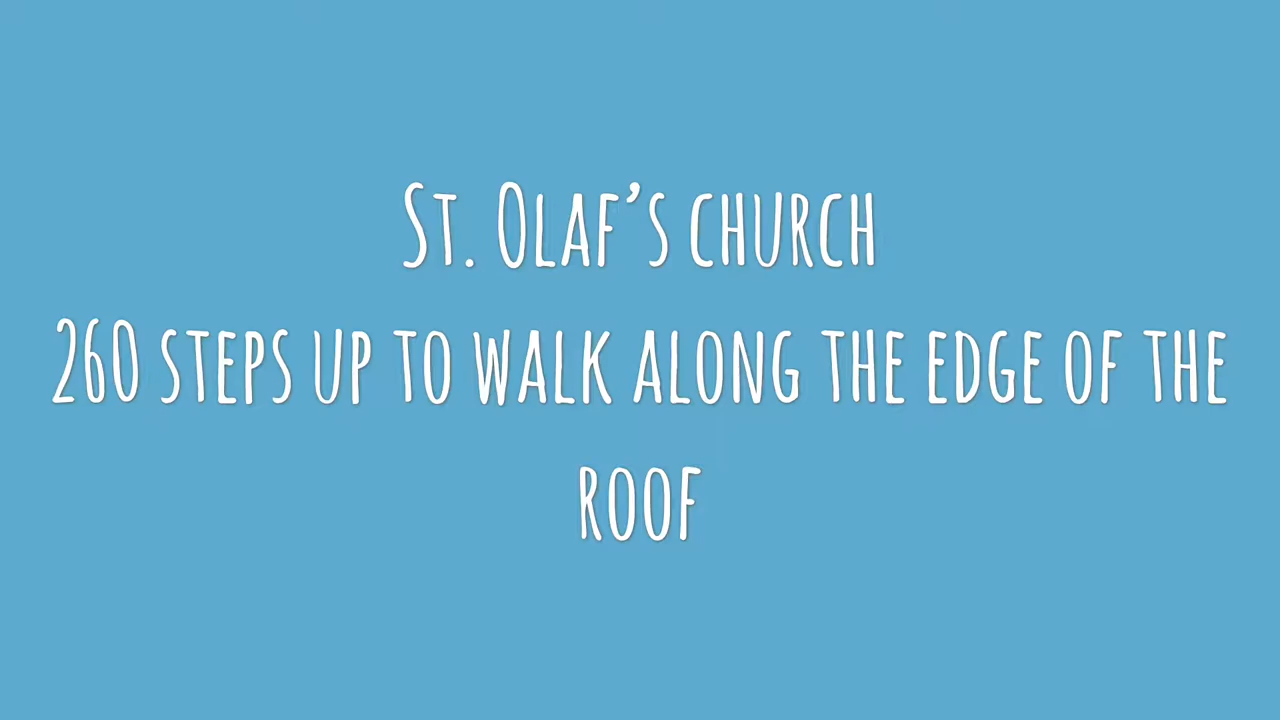 St. Olaf’s church
260 steps up to walk along the edge of the
roof